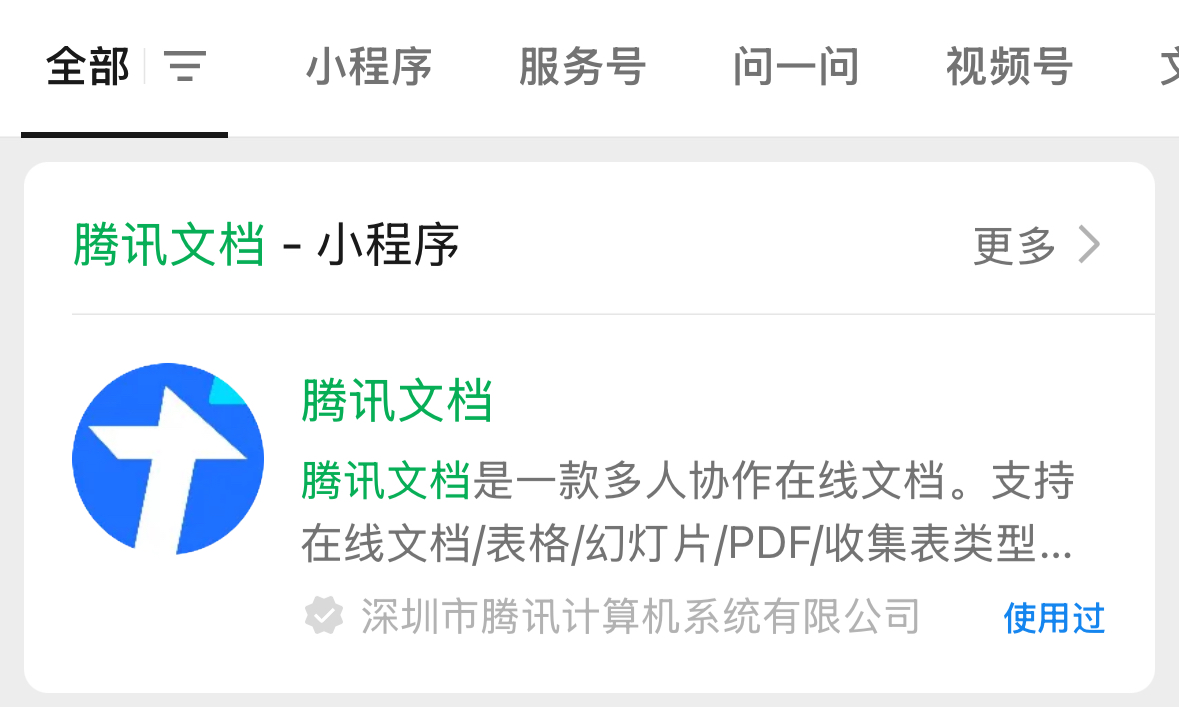 全部 小程序 服务号 问一问 视频号
腾讯文档 - 小程序 更多
腾讯文档
腾讯文档是一款多人协作在线文档。支持
在线文档/表格/幻灯片/PDF/收集表类型...
深圳市腾讯计算机系统有限公司 使用过